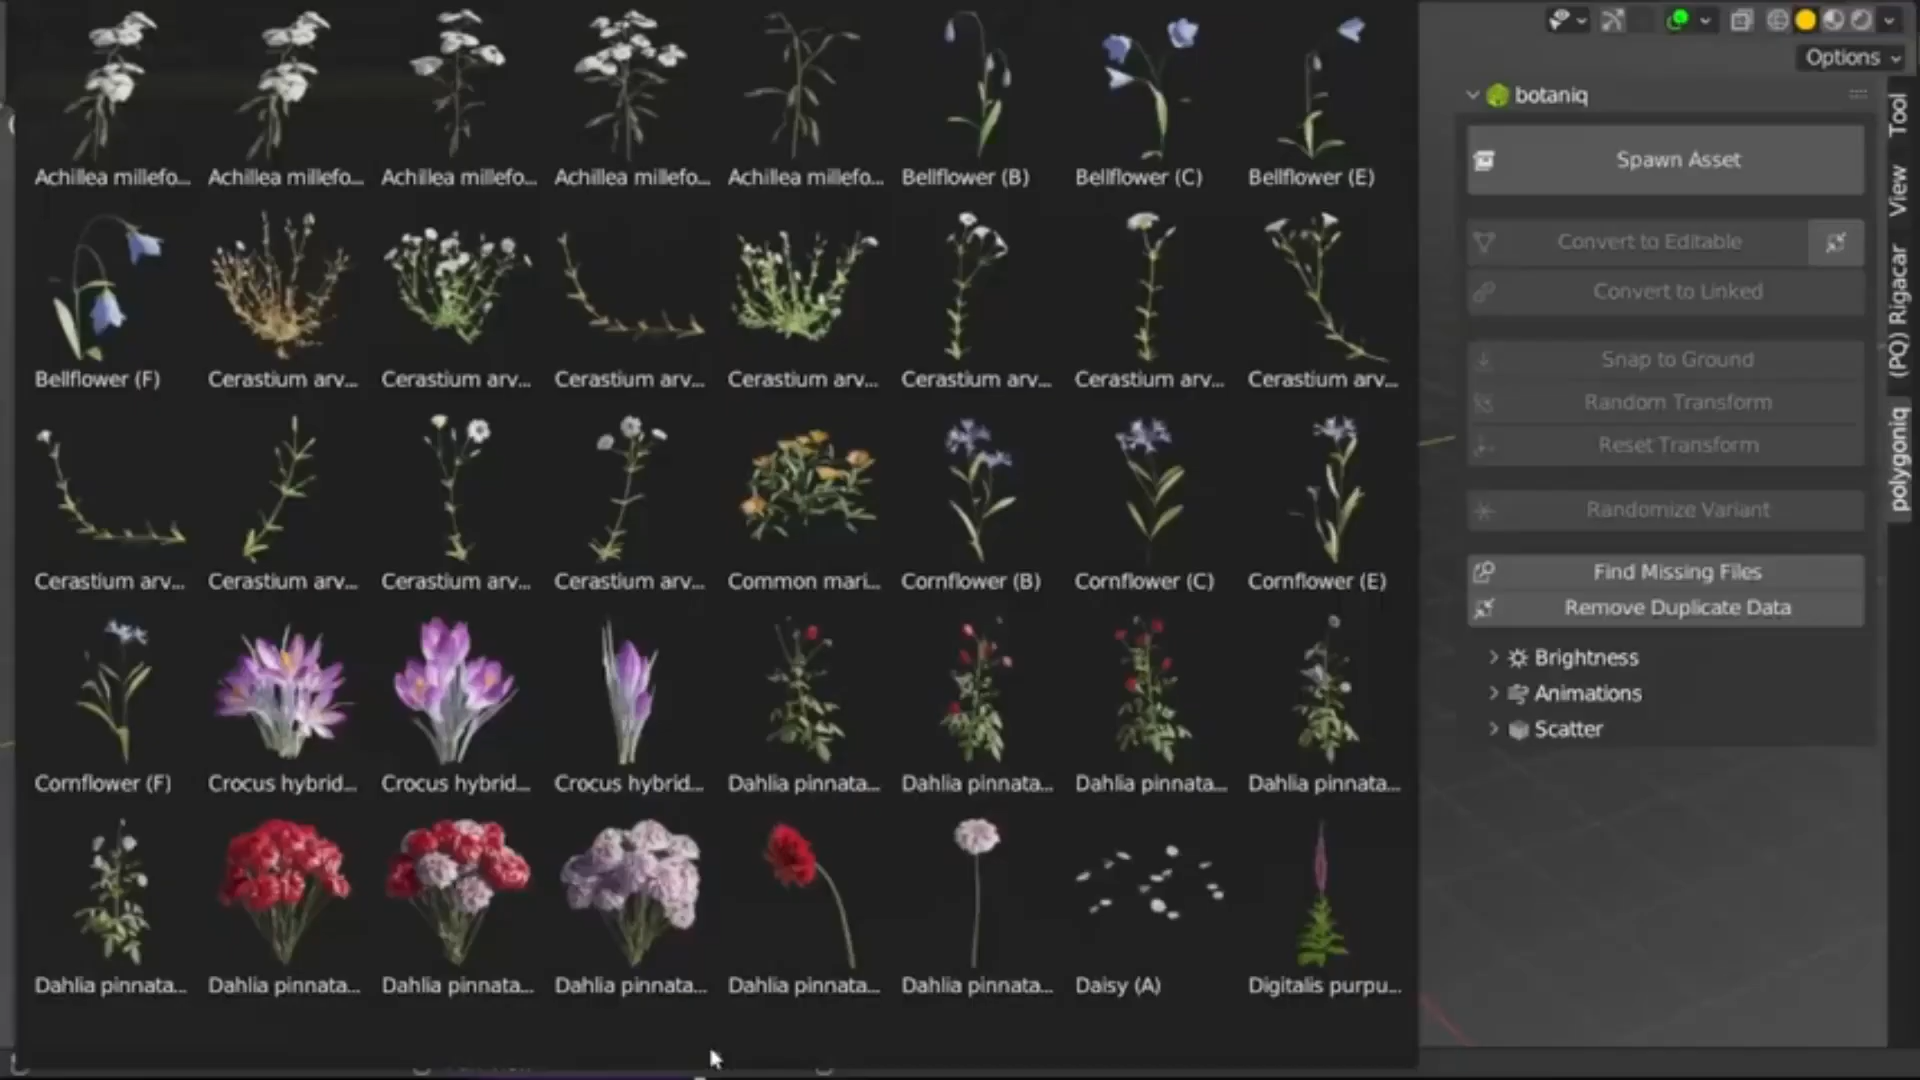 Options
botaniq
Spawn Asset
Convert to Editable
Convert to Linked
Snap to Ground
Random Transform
Reset Transform
Randomize Variant
Find Missing Files
Remove Duplicate Data
Brightness
Animations
Scatter
Tool
View
(PQ) Rigacar
polygoniq
Achillea millefo... Achillea millefo... Achillea millefo... Achillea millefo... Achillea millefo... Bellflower (B) Bellflower (C) Bellflower (E)
Bellflower (F) Cerastium arv... Cerastium arv... Cerastium arv... Cerastium arv... Cerastium arv... Cerastium arv... Cerastium arv...
Cerastium arv... Cerastium arv... Cerastium arv... Cerastium arv... Common mari... Cornflower (B) Cornflower (C) Cornflower (E)
Cornflower (F) Crocus hybrid... Crocus hybrid... Crocus hybrid... Dahlia pinnata... Dahlia pinnata... Dahlia pinnata... Dahlia pinnata...
Dahlia pinnata... Dahlia pinnata... Dahlia pinnata... Dahlia pinnata... Dahlia pinnata... Dahlia pinnata... Daisy (A) Digitalis purpu...